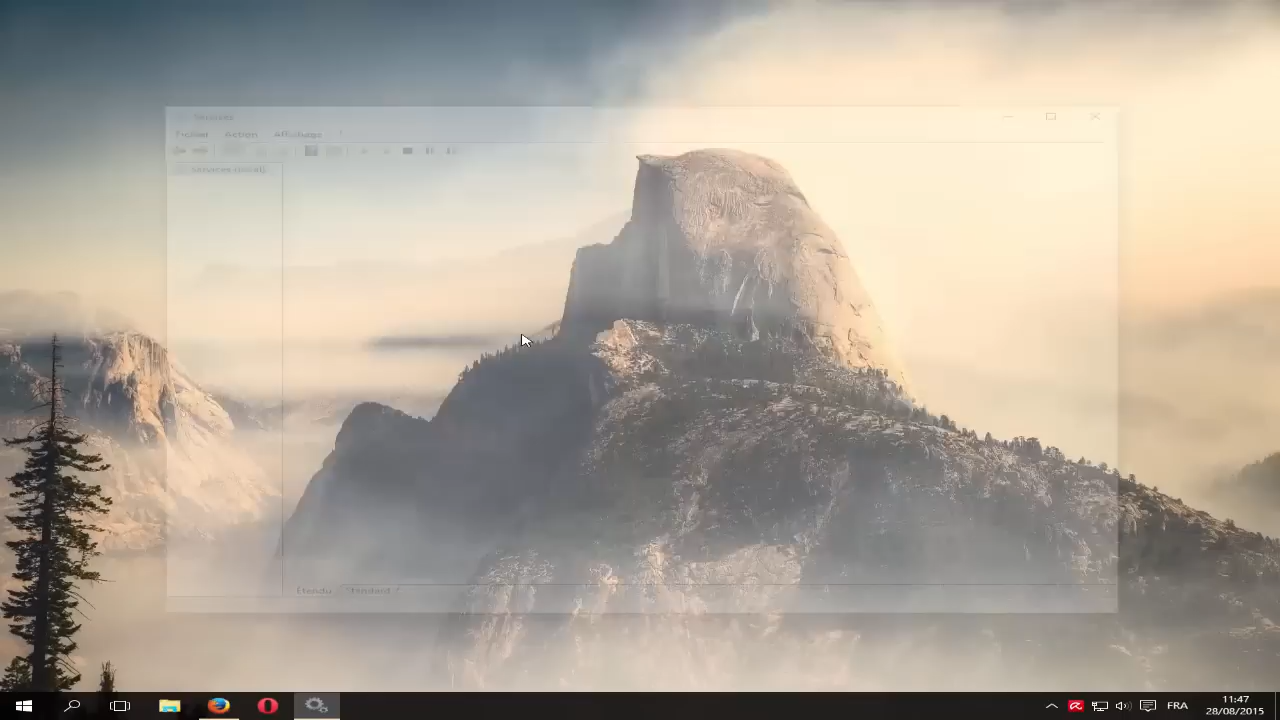 Services
Fichier Action Affichage ?
Services (local)
Étendu Standard
FRA
11:47
28/08/2015